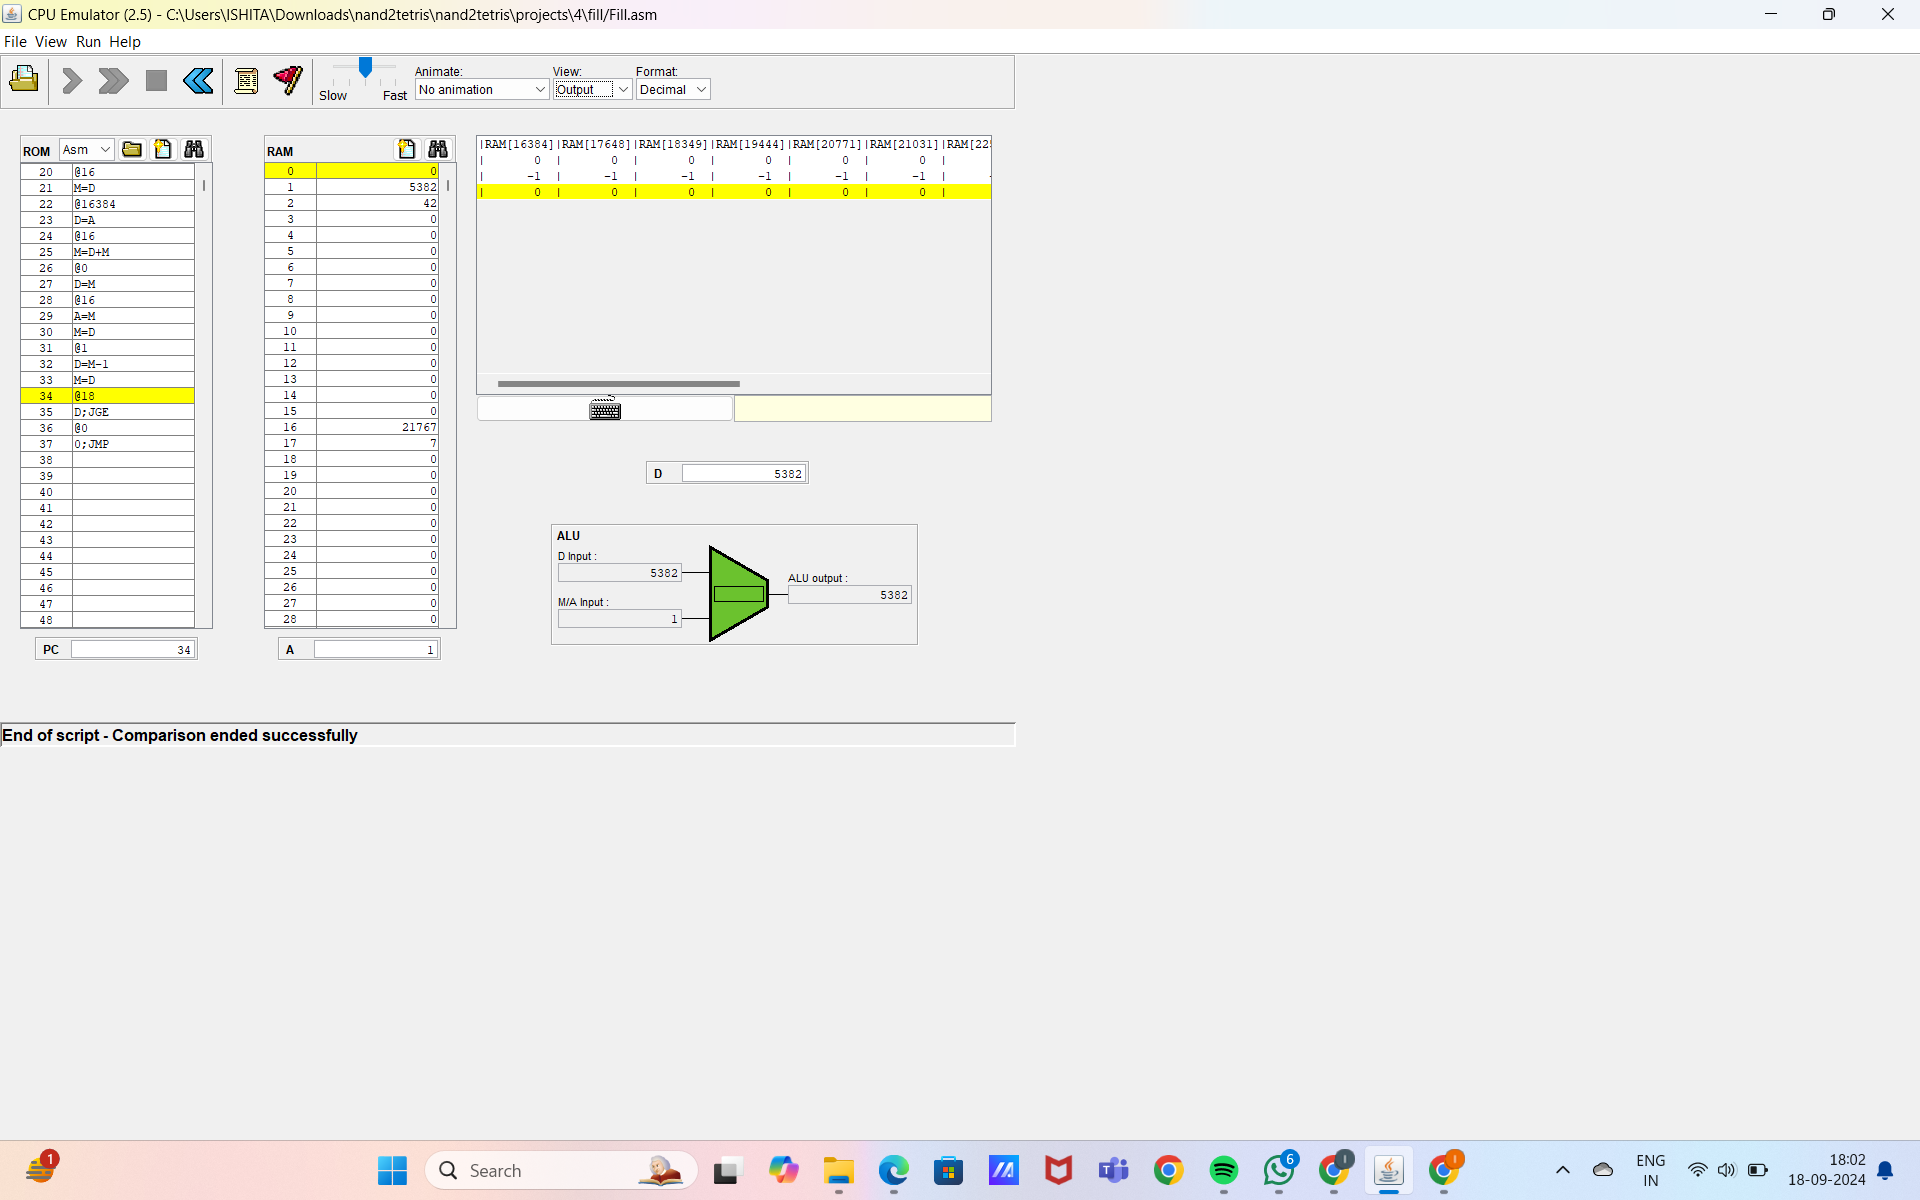 CPU Emulator (2.5) - C:\Users\ISHITA\Downloads\nand2tetris\nand2tetris\projects\4\fill/Fill.asm
File View Run Help
Animate: View: Format:
Slow Fast No animation Output Decimal
ROM Asm
20 @16
21 M=D
22 @16384
23 D=A
24 @16
25 M=D+M
26 @0
27 D=M
28 @16
29 A=M
30 M=D
31 @1
32 D=M-1
33 M=D
34 @18
35 D;JGE
36 @0
37 0;JMP
38
39
40
41
42
43
44
45
46
47
48
PC 34
RAM
0 0
1 5382
2 42
3 0
4 0
5 0
6 0
7 0
8 0
9 0
10 0
11 0
12 0
13 0
14 0
15 0
16 21767
17 7
18 0
19 0
20 0
21 0
22 0
23 0
24 0
25 0
26 0
27 0
28 0
A 1
|RAM[16384]|RAM[17648]|RAM[18349]|RAM[19444]|RAM[20771]|RAM[21031]|RAM[22
| 0 | 0 | 0 | 0 | 0 | 0 |
| -1 | -1 | -1 | -1 | -1 | -1 |
| 0 | 0 | 0 | 0 | 0 | 0 |
D 5382
ALU
D Input :
5382
M/A Input :
1
ALU output :
5382
End of script - Comparison ended successfully
1
Search
6
ENG
IN
18:02
18-09-2024